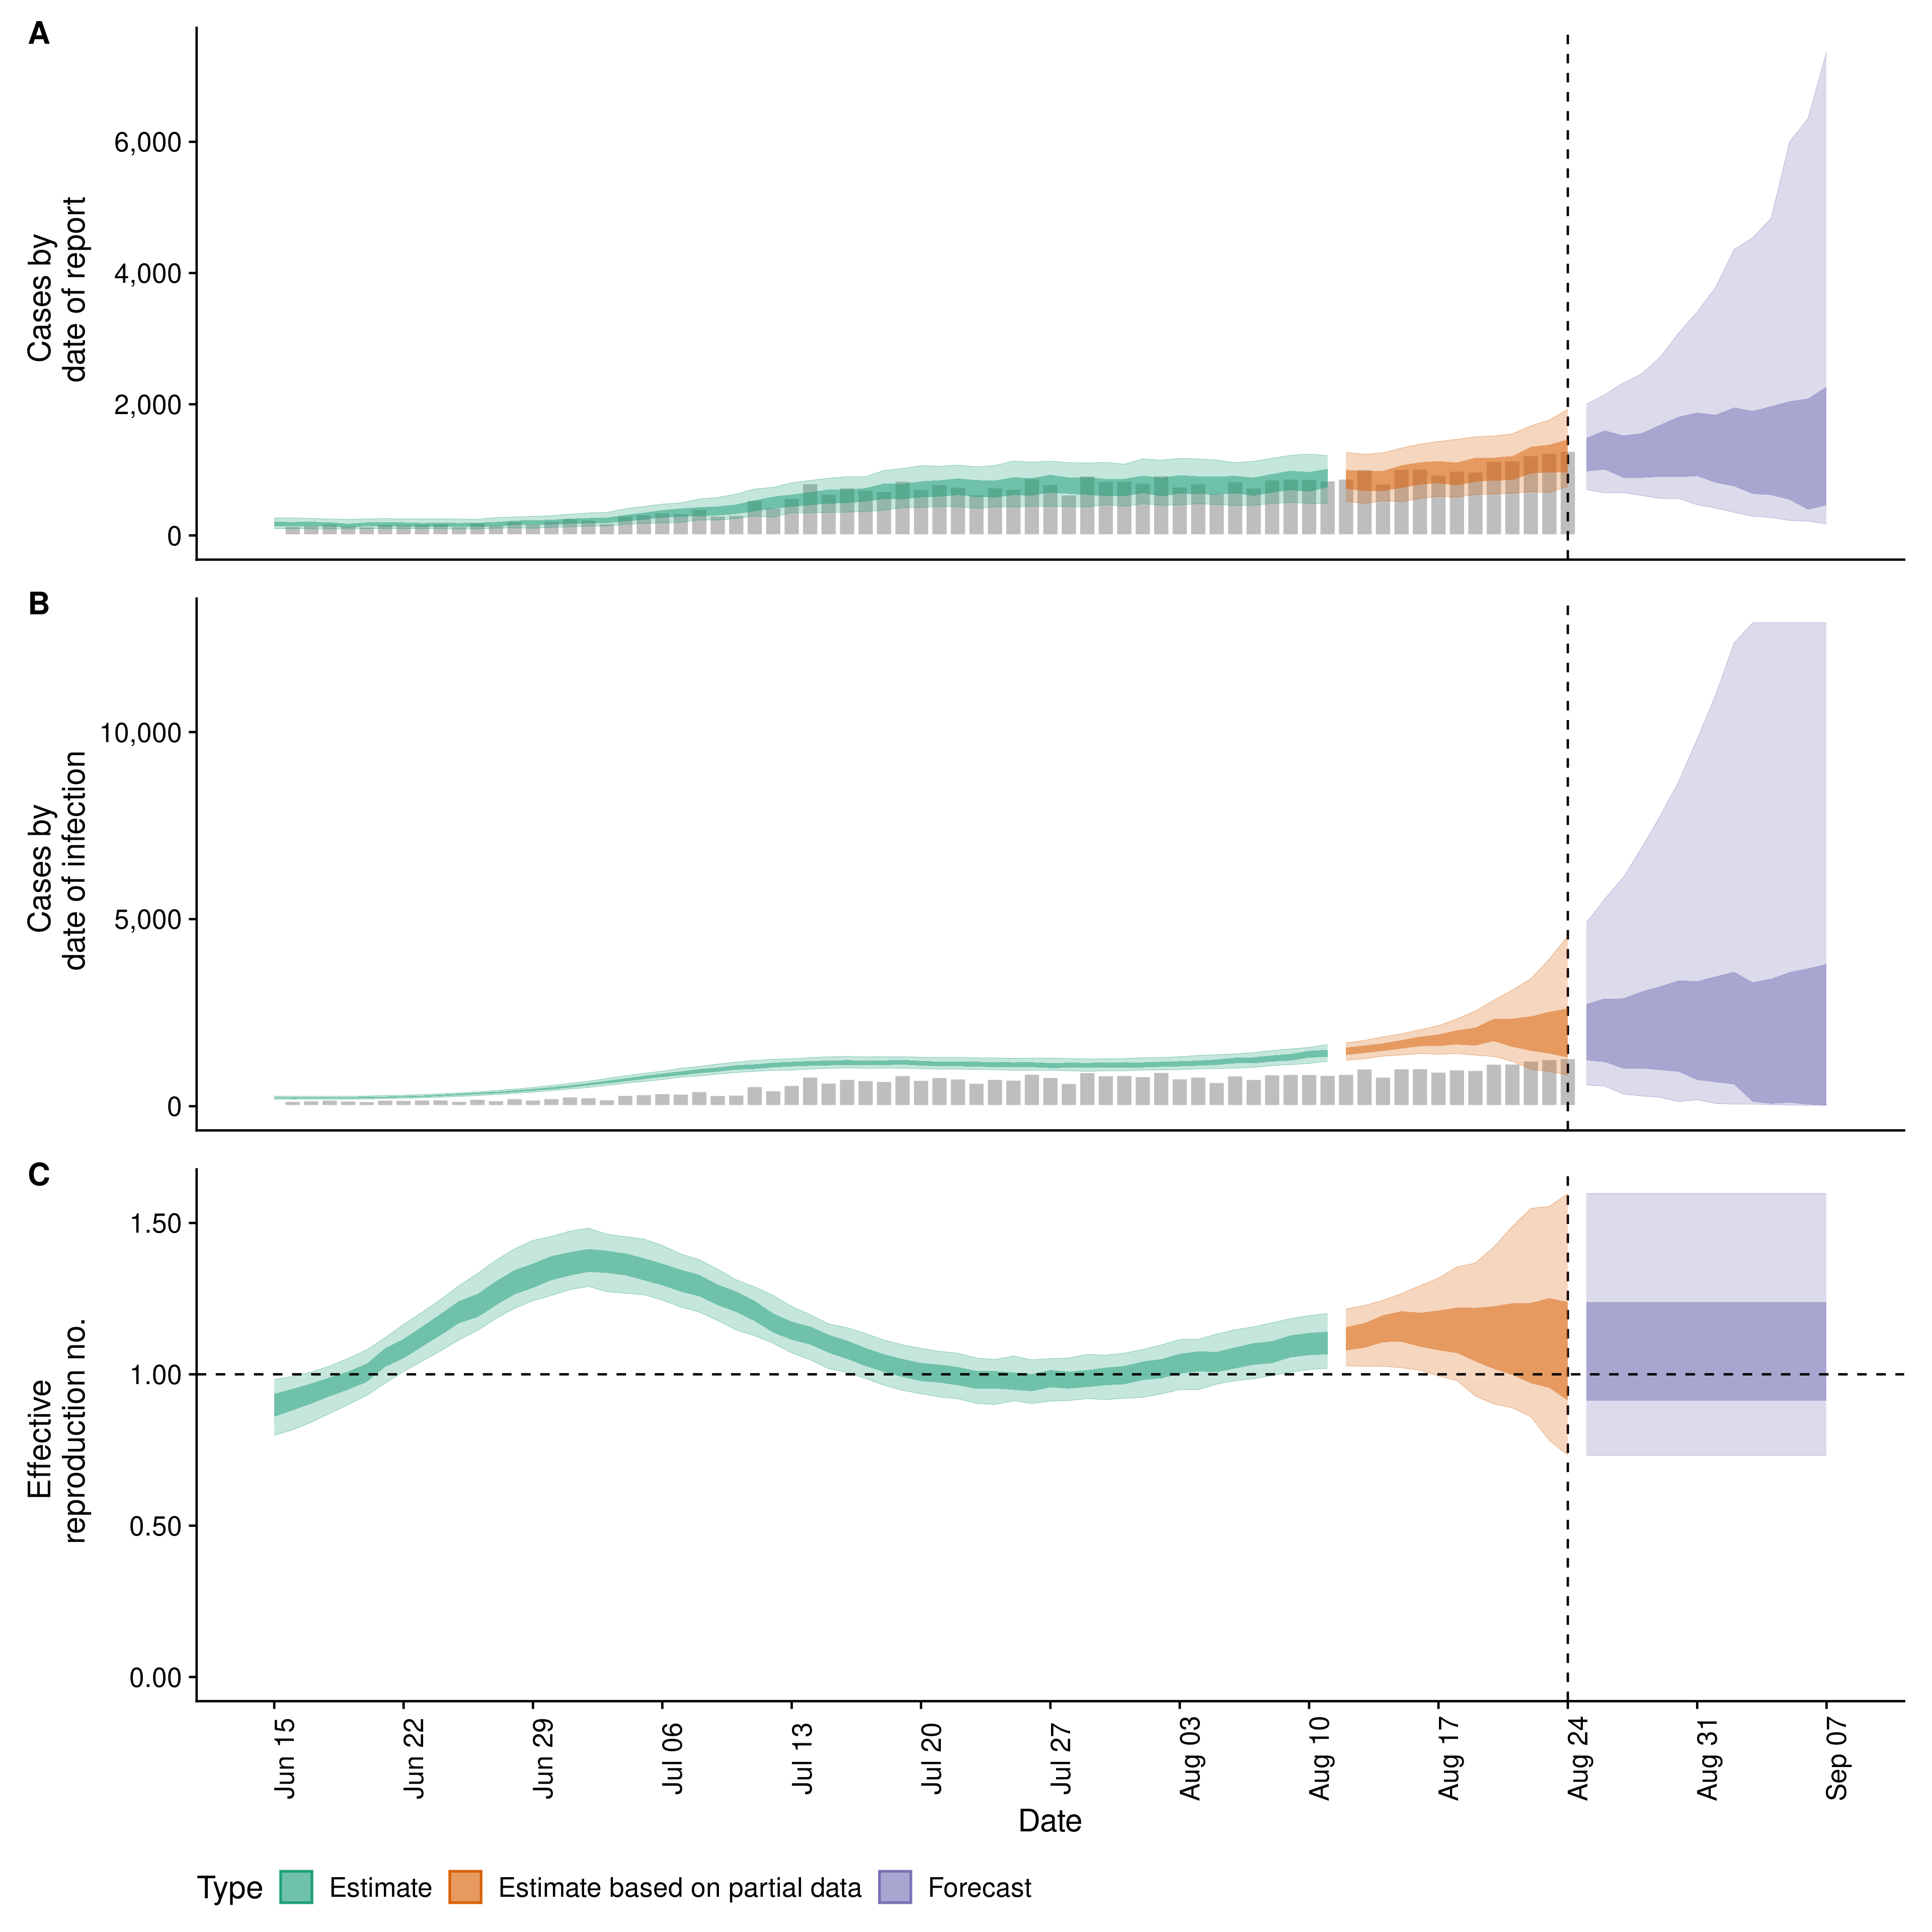 A
Cases by
date of report
6,000
4,000
2,000
0
B
Cases by
date of infection
10,000
5,000
0
C
Effective
reproduction no.
1.50
1.00
0.50
0.00
Jun 15
Jun 22
Jun 29
Jul 06
Jul 13
Jul 20
Jul 27
Aug 03
Aug 10
Aug 17
Aug 24
Aug 31
Sep 07
Date
Type Estimate Estimate based on partial data Forecast